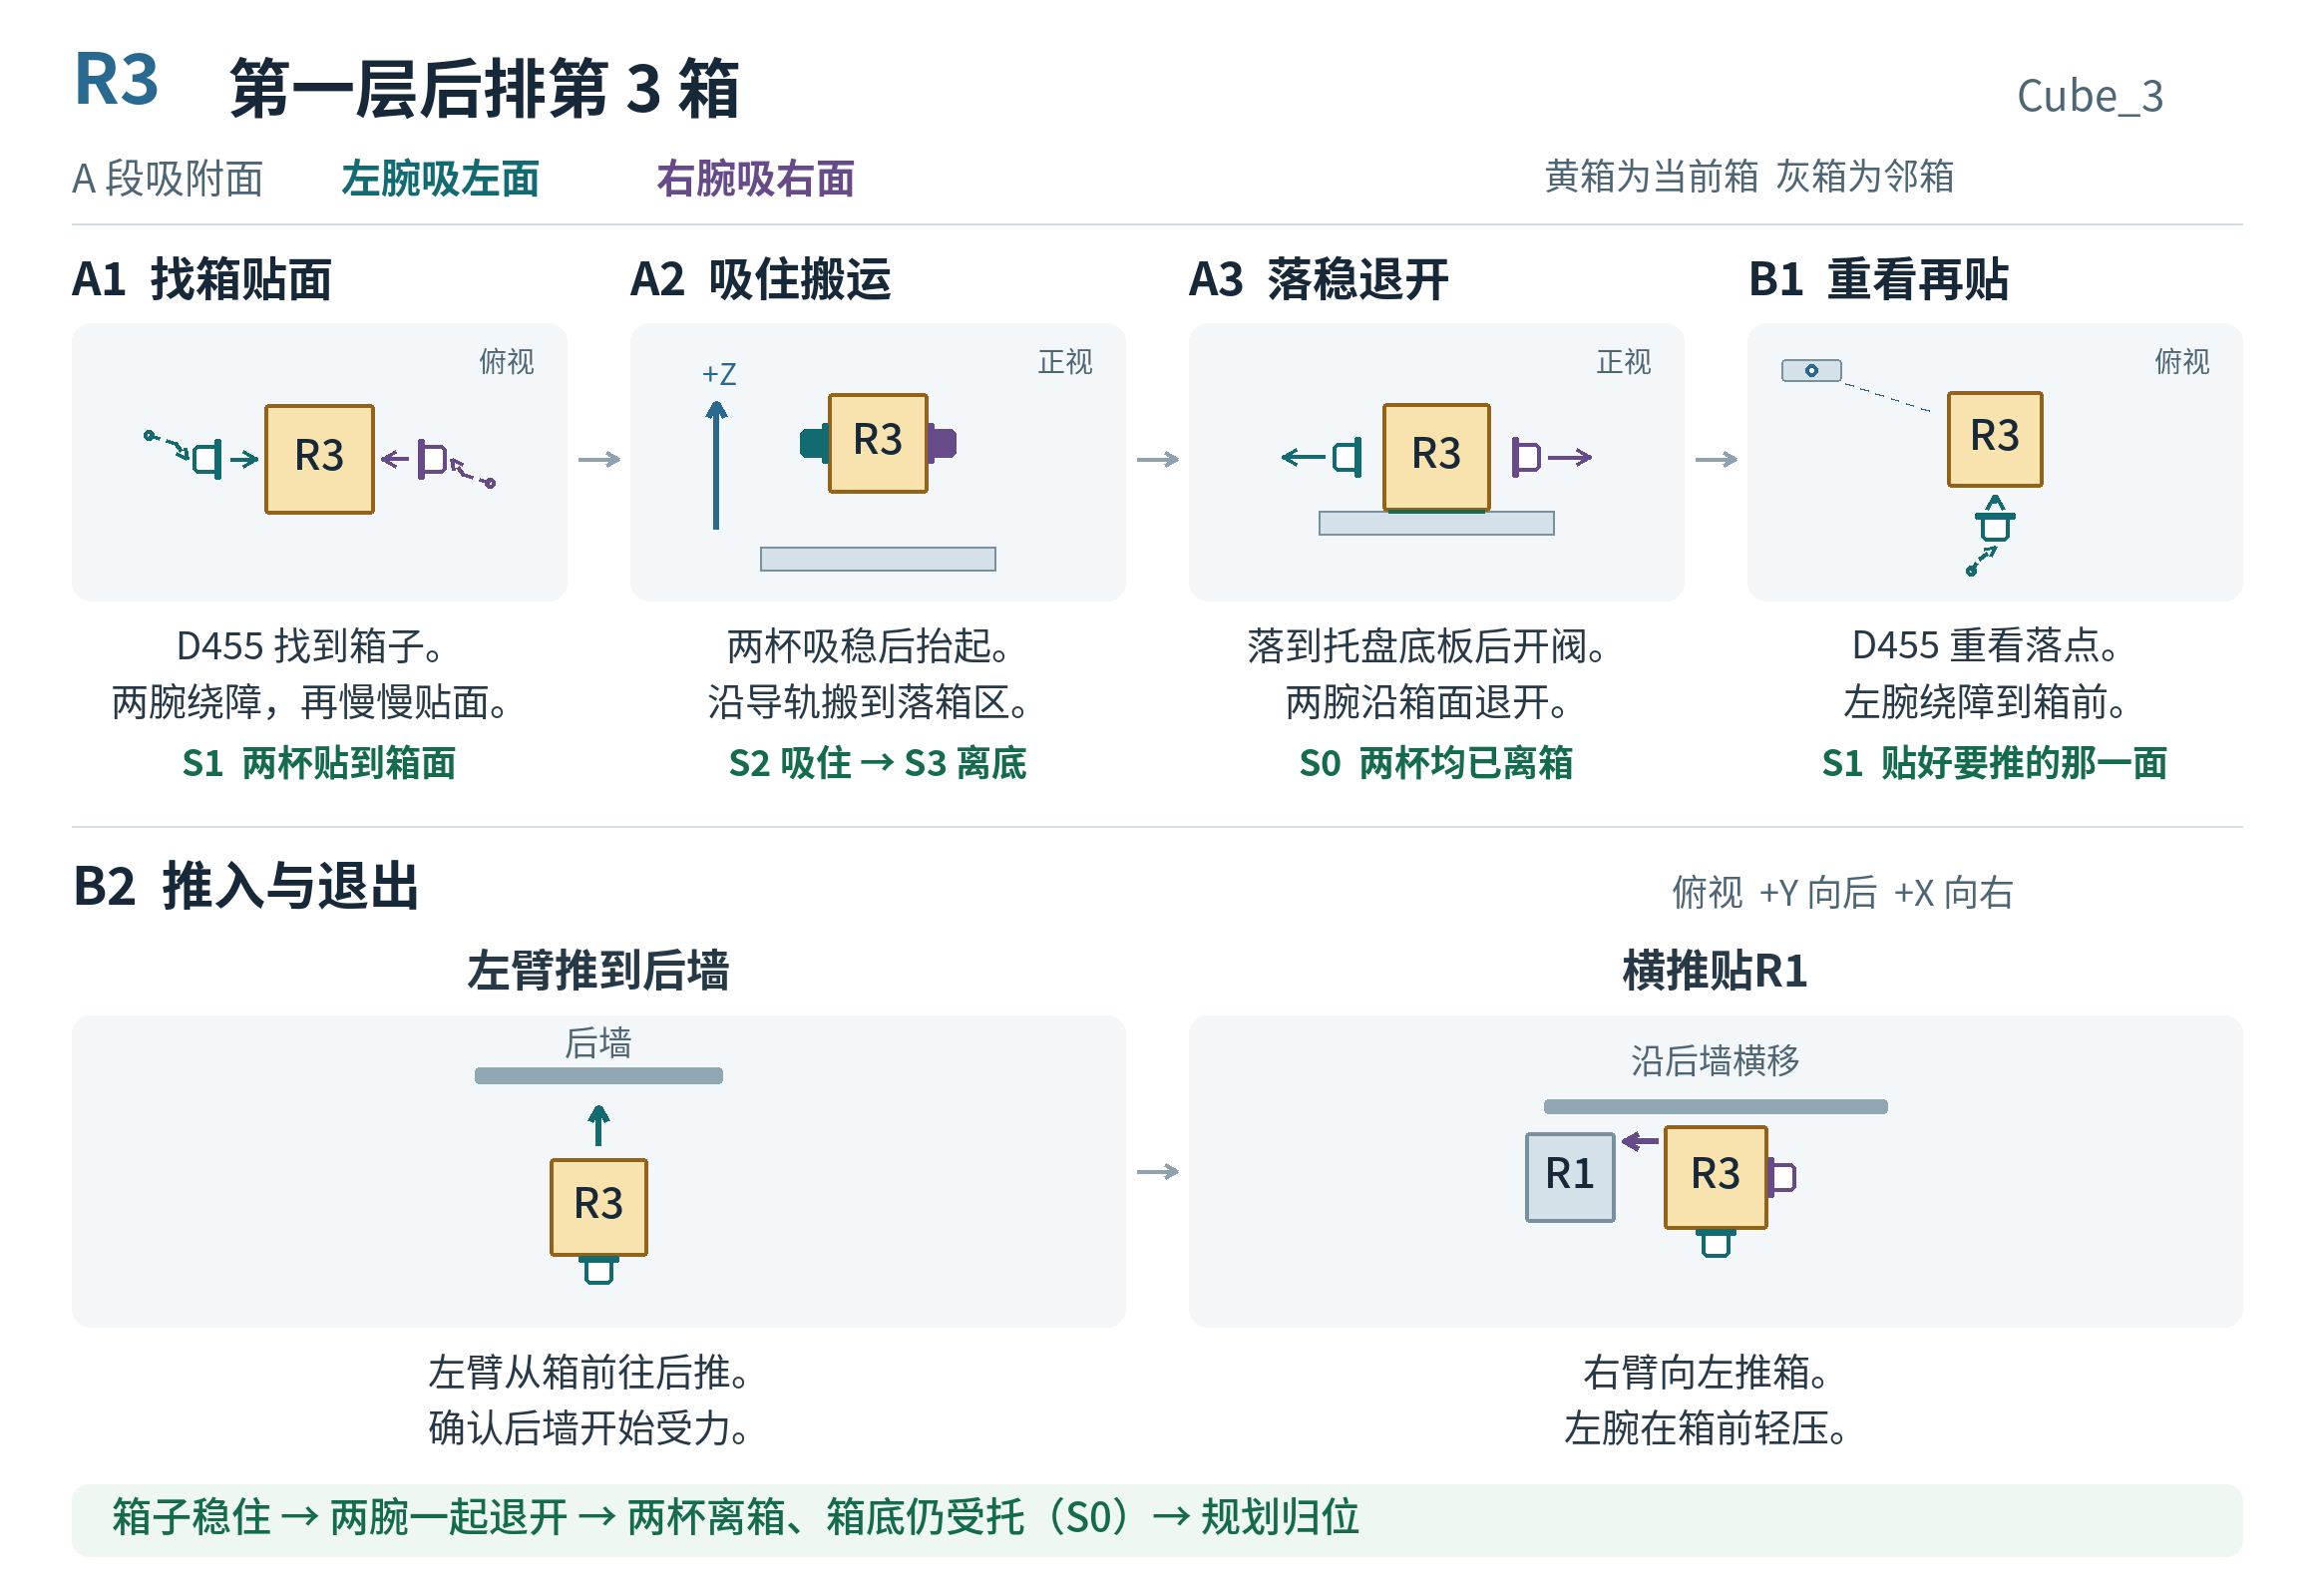 R3 第一层后排第 3 箱
Cube_3
A 段吸附面 左腕吸左面 右腕吸右面
黄箱为当前箱 灰箱为邻箱
A1 找箱贴面
俯视
R3
D455 找到箱子。
两腕绕障，再慢慢贴面。
S1 两杯贴到箱面
A2 吸住搬运
正视
+Z
R3
两杯吸稳后抬起。
沿导轨搬到落箱区。
S2 吸住 → S3 离底
A3 落稳退开
正视
R3
落到托盘底板后开阀。
两腕沿箱面退开。
S0 两杯均已离箱
B1 重看再贴
俯视
R3
D455 重看落点。
左腕绕障到箱前。
S1 贴好要推的那一面
B2 推入与退出
俯视 +Y 向后 +X 向右
左臂推到后墙
后墙
R3
左臂从箱前往后推。
确认后墙开始受力。
横推贴R1
沿后墙横移
R1
R3
右臂向左推箱。
左腕在箱前轻压。
箱子稳住 → 两腕一起退开 → 两杯离箱、箱底仍受托（S0）→ 规划归位